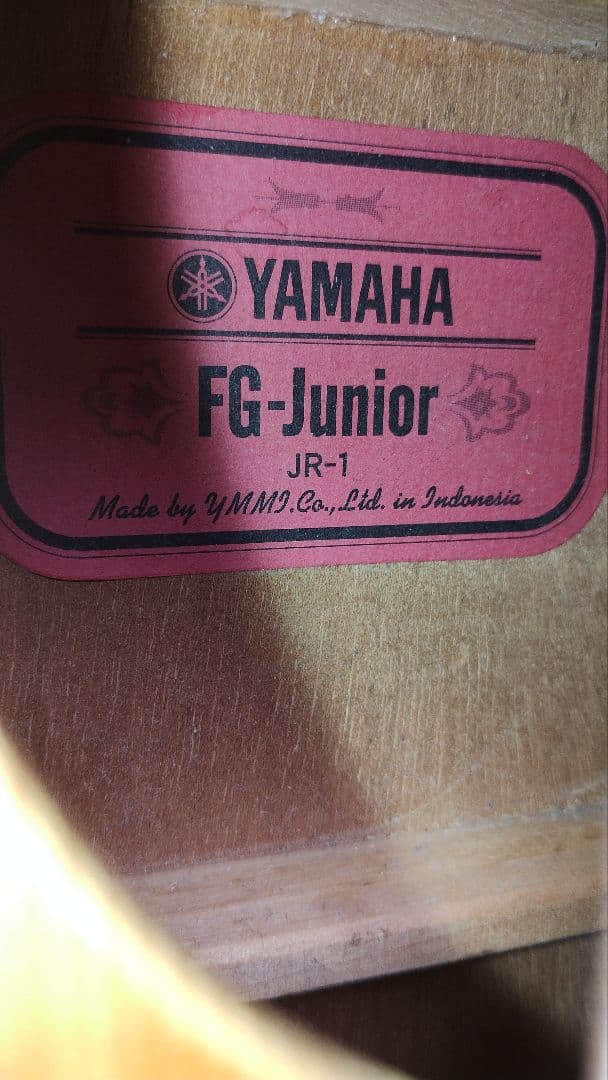 YAMAHA
FG-Junior
JR-1
Made by YMMI.Co.,Ltd. in Indonesia